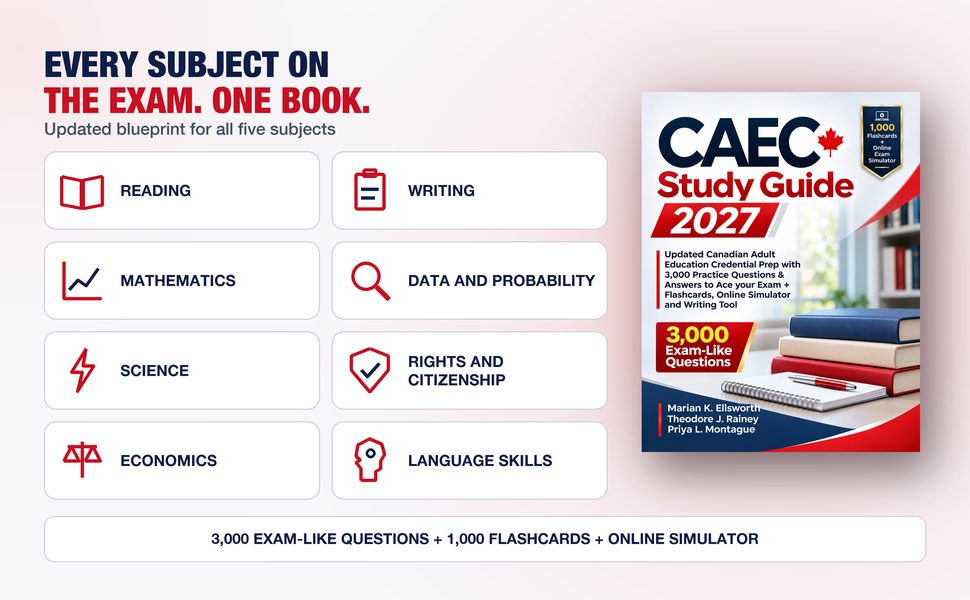 EVERY SUBJECT ON
THE EXAM. ONE BOOK.
Updated blueprint for all five subjects
READING
WRITING
MATHEMATICS
DATA AND PROBABILITY
SCIENCE
RIGHTS AND
CITIZENSHIP
ECONOMICS
LANGUAGE SKILLS
3,000 EXAM-LIKE QUESTIONS + 1,000 FLASHCARDS + ONLINE SIMULATOR
CAEC
Study Guide
2027
1,000
Flashcards
+
Online
Exam
Simulator
Updated Canadian Adult
Education Credential Prep with
3,000 Practice Questions &
Answers to Ace your Exam +
Flashcards, Online Simulator
and Writing Tool
3,000
Exam-Like
Questions
Marian K. Ellsworth
Theodore J. Rainey
Priya L. Montague